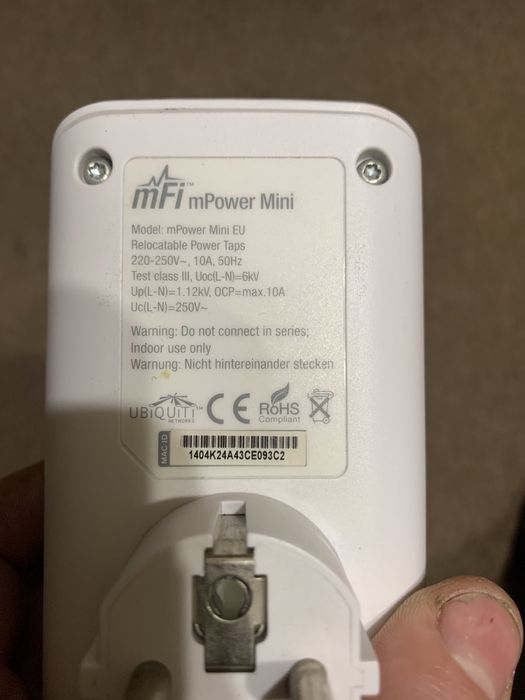 mFi™ mPower Mini
Model: mPower Mini EU
Relocatable Power Taps
220-250V~, 10A, 50Hz
Test class III, Uoc(L-N)=6kV
Up(L-N)=1.12kV, OCP=max.10A
Uc(L-N)=250V~
Warning: Do not connect in series;
Indoor use only
Warnung: Nicht hintereinander stecken
UBiQUiTi™ NETWORKS CE RoHS Compliant
MAC ID
1404K24A43CE093C2